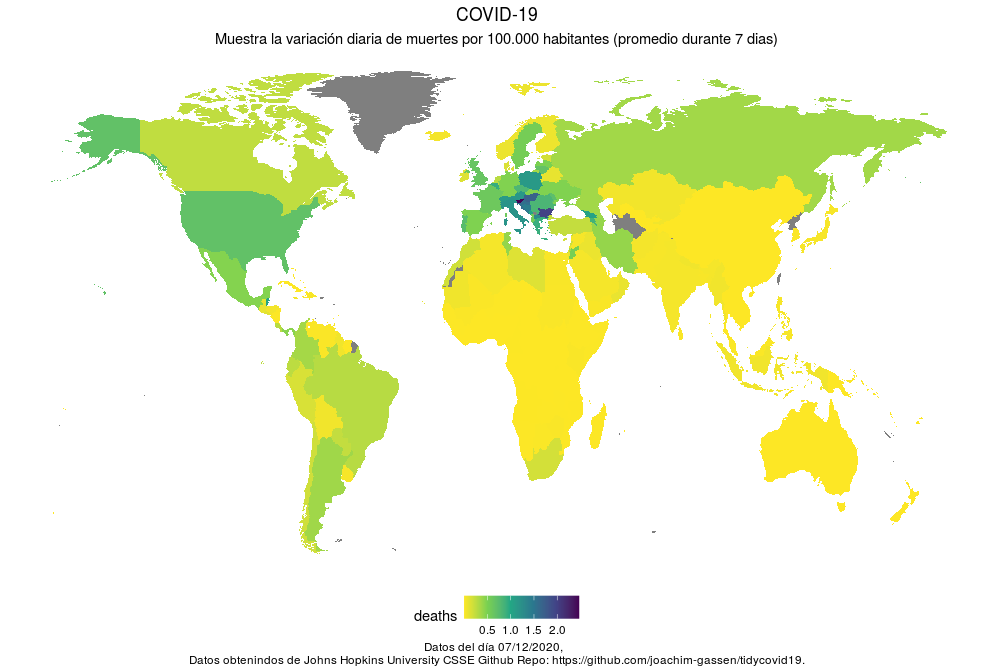 COVID-19
Muestra la variación diaria de muertes por 100.000 habitantes (promedio durante 7 dias)
deaths
0.5 1.0 1.5 2.0
Datos del día 07/12/2020,
Datos obtenindos de Johns Hopkins University CSSE Github Repo: https://github.com/joachim-gassen/tidycovid19.